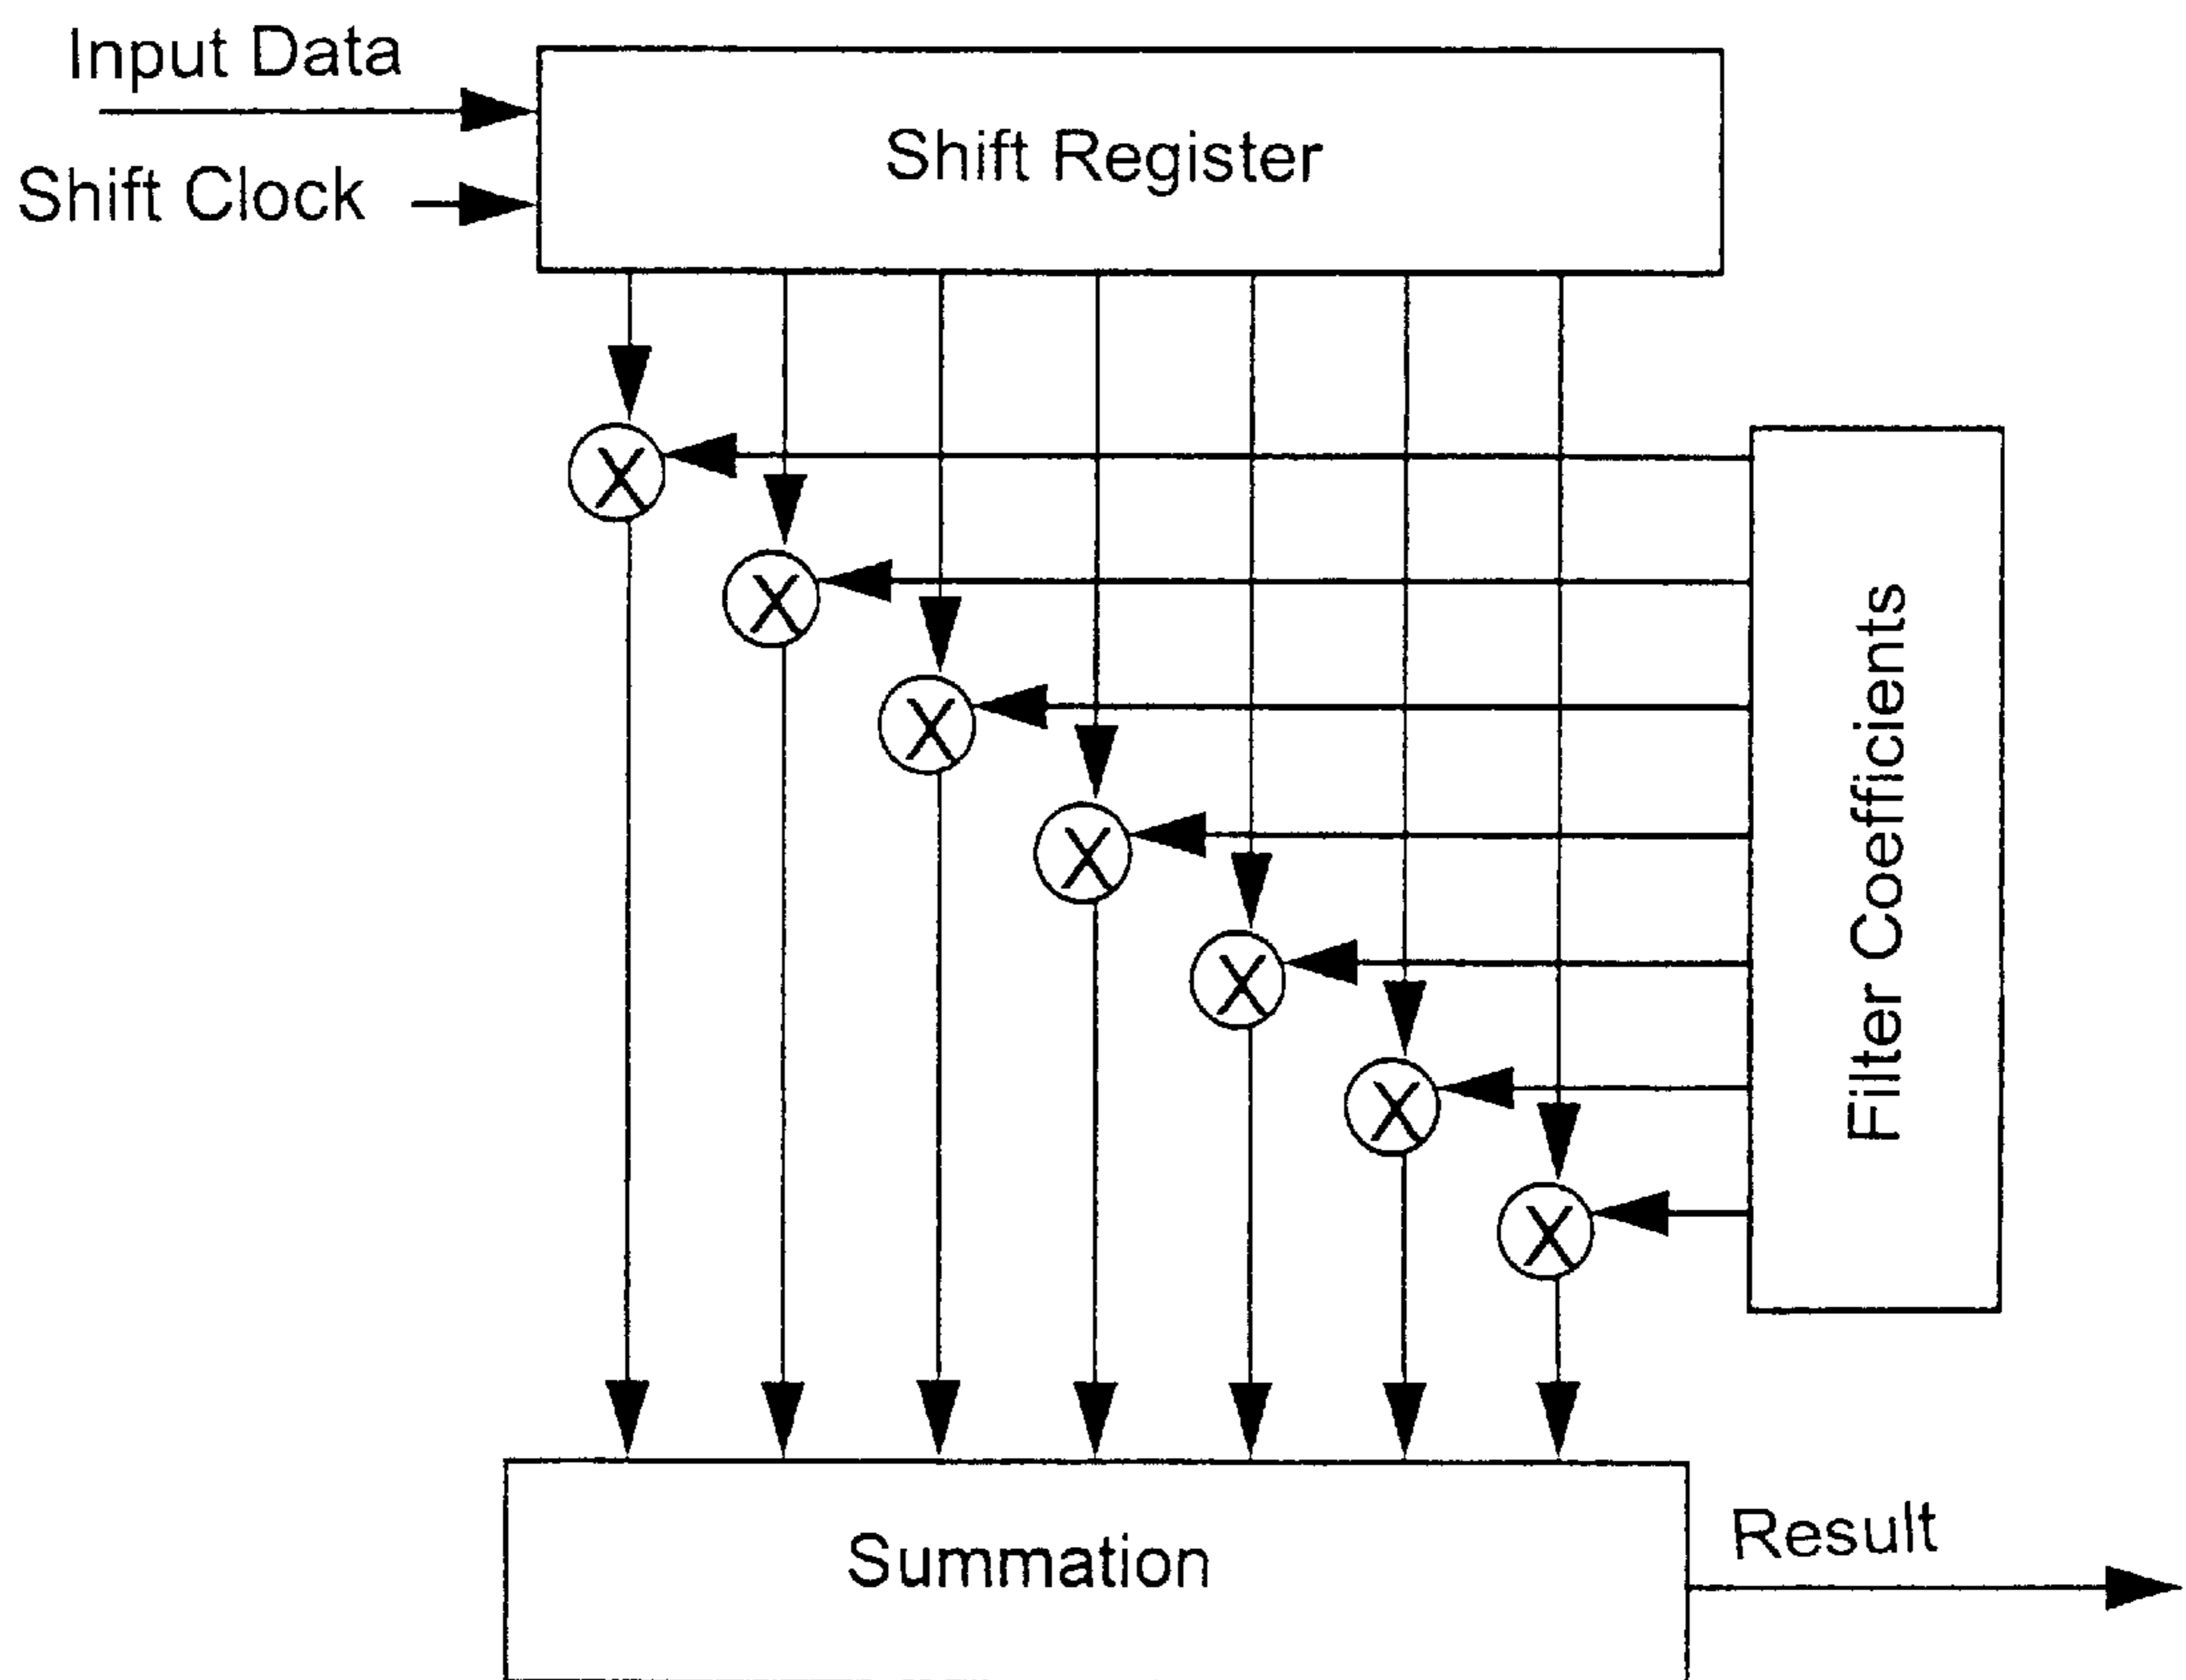 Input Data
Shift Clock
Shift Register
X
X
X
X
X
X
X
Filter Coefficients
Summation
Result